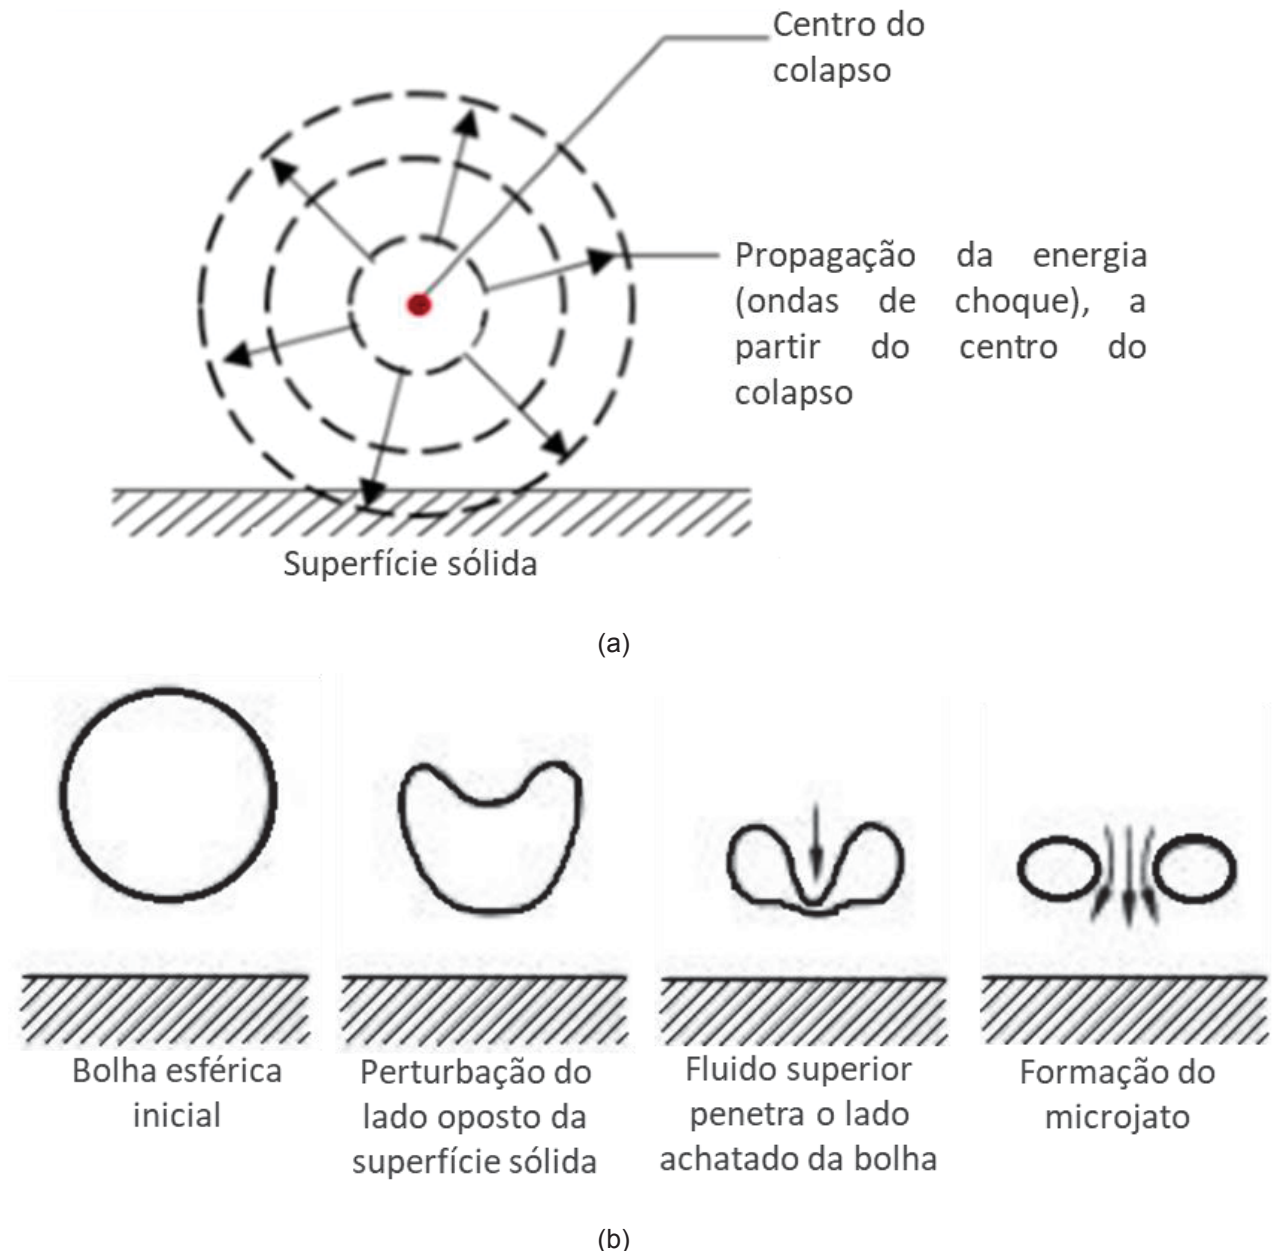 Centro do
colapso
Propagação da energia
(ondas de choque), a
partir do centro do
colapso
Superfície sólida
(a)
Bolha esférica
inicial
Perturbação do
lado oposto da
superfície sólida
Fluido superior
penetra o lado
achatado da bolha
Formação do
microjato
(b)